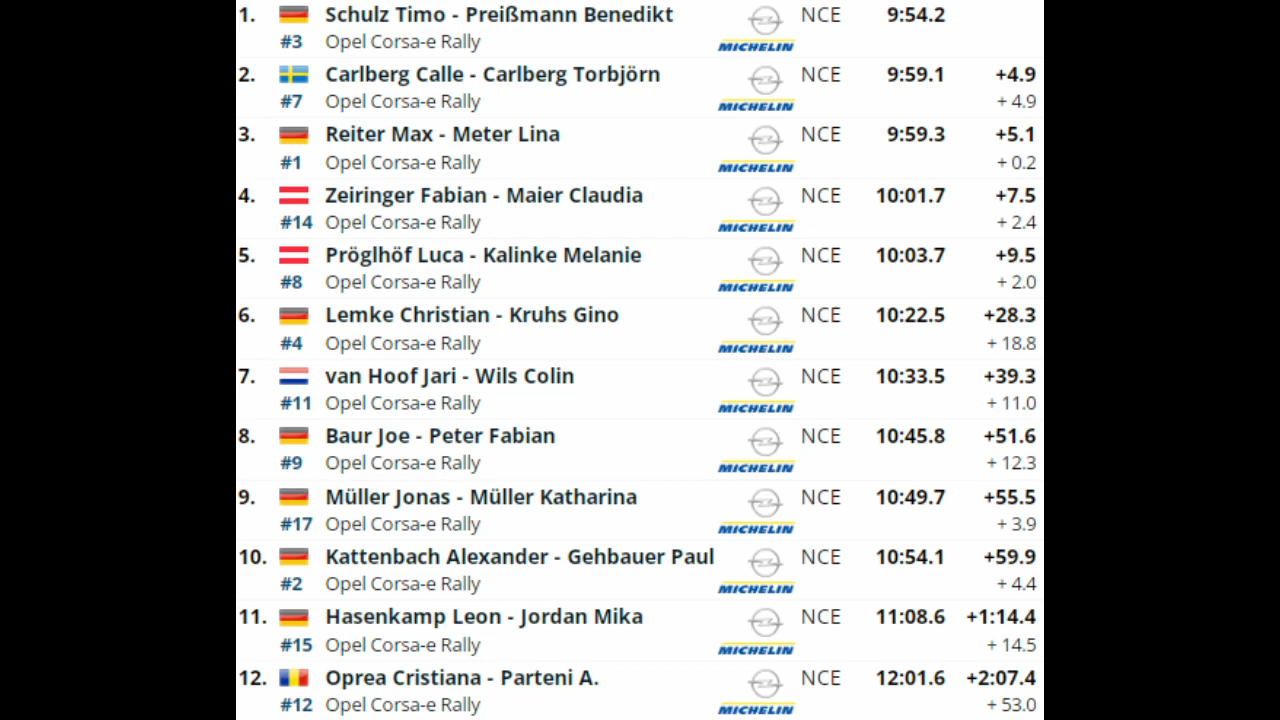 1. Schulz Timo - Preißmann Benedikt NCE 9:54.2
#3 Opel Corsa-e Rally MICHELIN
2. Carlberg Calle - Carlberg Torbjörn NCE 9:59.1 +4.9
#7 Opel Corsa-e Rally MICHELIN + 4.9
3. Reiter Max - Meter Lina NCE 9:59.3 +5.1
#1 Opel Corsa-e Rally MICHELIN + 0.2
4. Zeiringer Fabian - Maier Claudia NCE 10:01.7 +7.5
#14 Opel Corsa-e Rally MICHELIN + 2.4
5. Pröglhöf Luca - Kalinke Melanie NCE 10:03.7 +9.5
#8 Opel Corsa-e Rally MICHELIN + 2.0
6. Lemke Christian - Kruhs Gino NCE 10:22.5 +28.3
#4 Opel Corsa-e Rally MICHELIN + 18.8
7. van Hoof Jari - Wils Colin NCE 10:33.5 +39.3
#11 Opel Corsa-e Rally MICHELIN + 11.0
8. Baur Joe - Peter Fabian NCE 10:45.8 +51.6
#9 Opel Corsa-e Rally MICHELIN + 12.3
9. Müller Jonas - Müller Katharina NCE 10:49.7 +55.5
#17 Opel Corsa-e Rally MICHELIN + 3.9
10. Kattenbach Alexander - Gehbauer Paul NCE 10:54.1 +59.9
#2 Opel Corsa-e Rally MICHELIN + 4.4
11. Hasenkamp Leon - Jordan Mika NCE 11:08.6 +1:14.4
#15 Opel Corsa-e Rally MICHELIN + 14.5
12. Oprea Cristiana - Parteni A. NCE 12:01.6 +2:07.4
#12 Opel Corsa-e Rally MICHELIN + 53.0